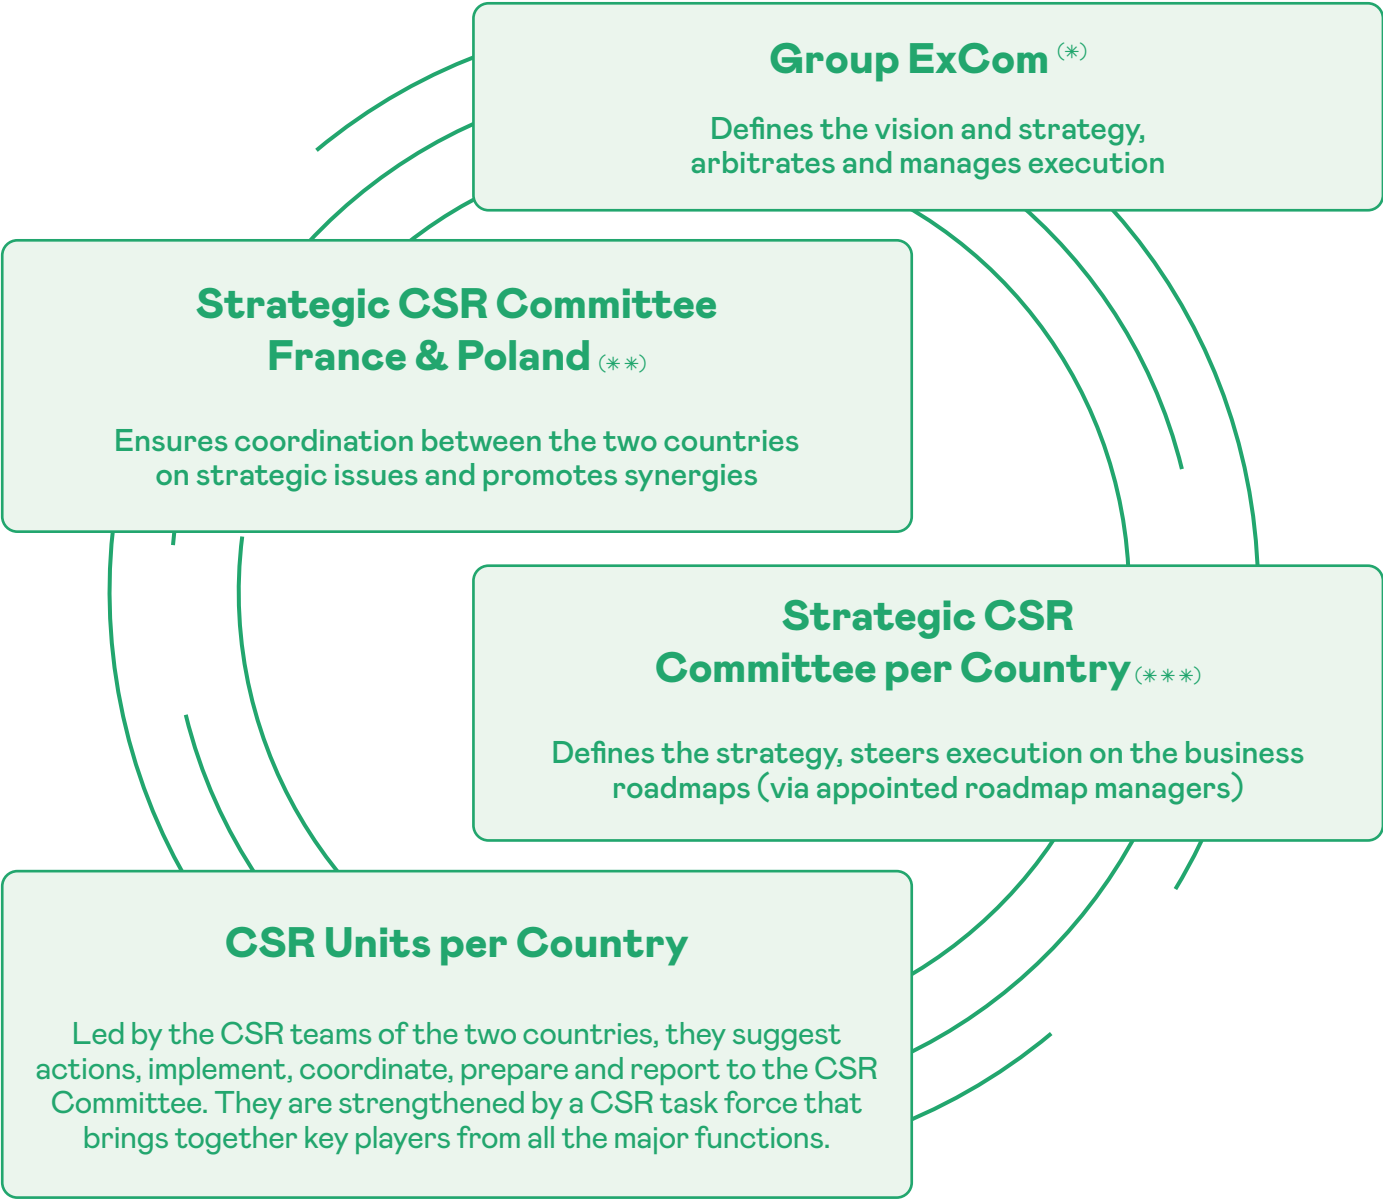 Group ExCom (*)
Defines the vision and strategy,
arbitrates and manages execution
Strategic CSR Committee
France & Poland (**)
Ensures coordination between the two countries
on strategic issues and promotes synergies
Strategic CSR
Committee per Country (***)
Defines the strategy, steers execution on the business
roadmaps (via appointed roadmap managers)
CSR Units per Country
Led by the CSR teams of the two countries, they suggest
actions, implement, coordinate, prepare and report to the CSR
Committee. They are strengthened by a CSR task force that
brings together key players from all the major functions.